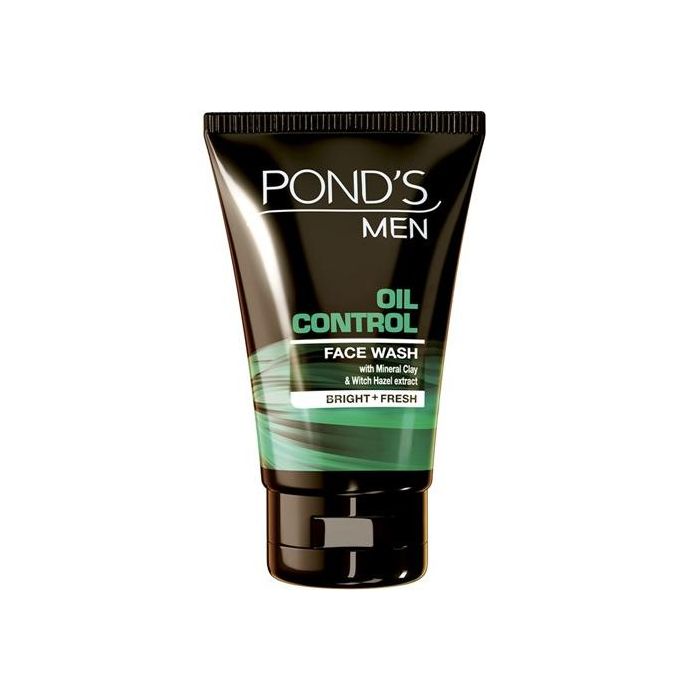 POND'S
MEN
OIL
CONTROL
FACE WASH
with Mineral Clay
& Witch Hazel extract
BRIGHT + FRESH